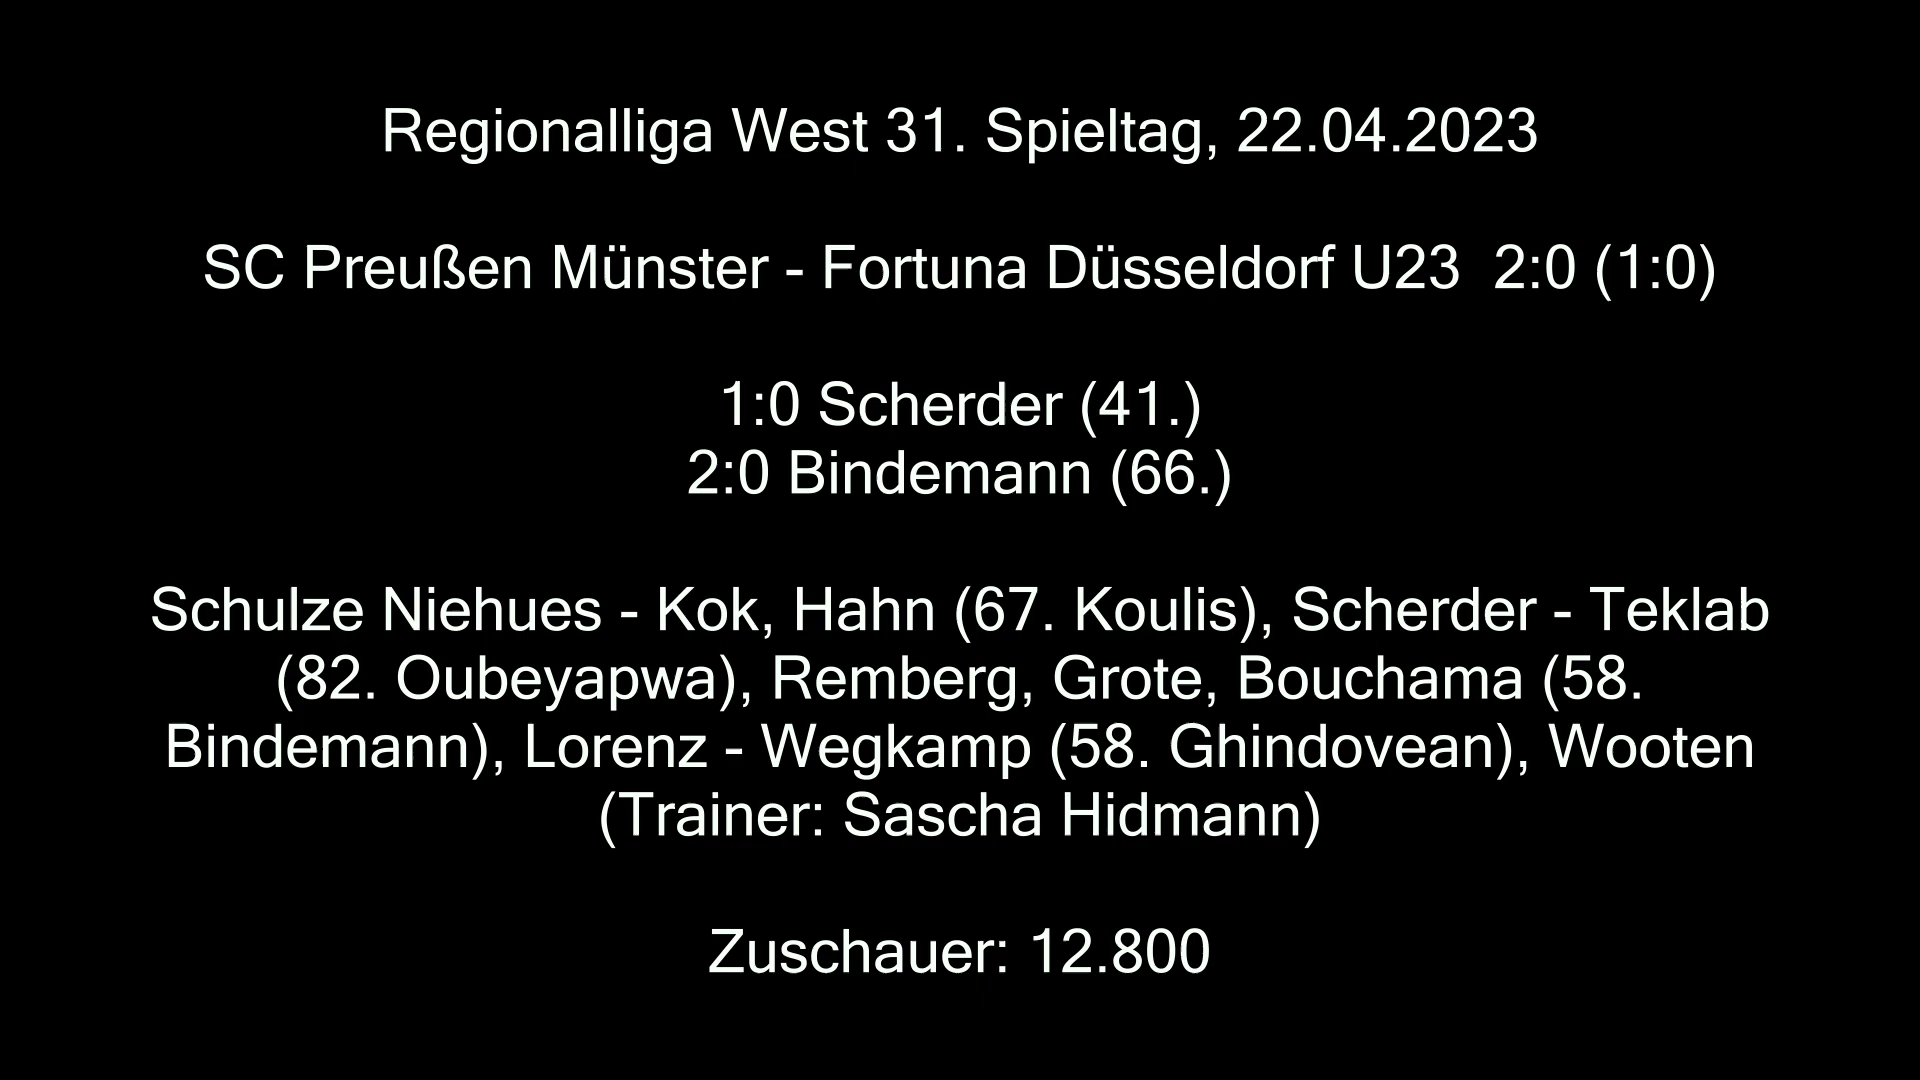 Regionalliga West 31. Spieltag, 22.04.2023
SC Preußen Münster - Fortuna Düsseldorf U23  2:0 (1:0)
1:0 Scherder (41.)
2:0 Bindemann (66.)
Schulze Niehues - Kok, Hahn (67. Koulis), Scherder - Teklab
(82. Oubeyapwa), Remberg, Grote, Bouchama (58.
Bindemann), Lorenz - Wegkamp (58. Ghindovean), Wooten
(Trainer: Sascha Hidmann)
Zuschauer: 12.800